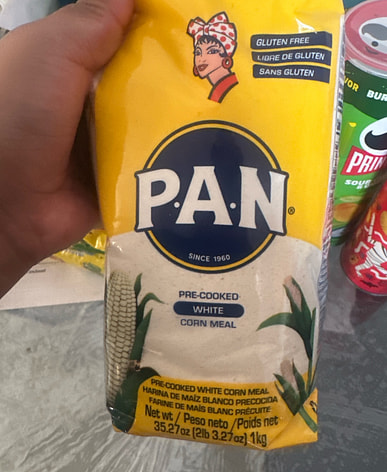 GLUTEN FREE
LIBRE DE GLUTEN
SANS GLUTEN
P.A.N
®
SINCE 1960
PRE-COOKED
WHITE
CORN MEAL
PRE-COOKED WHITE CORN MEAL
HARINA DE MAÍZ BLANCO PRECOCIDA
FARINE DE MAÏS BLANC PRÉCUITE
Net wt / Peso neto / Poids net
35.27oz (2lb 3.27oz) 1kg